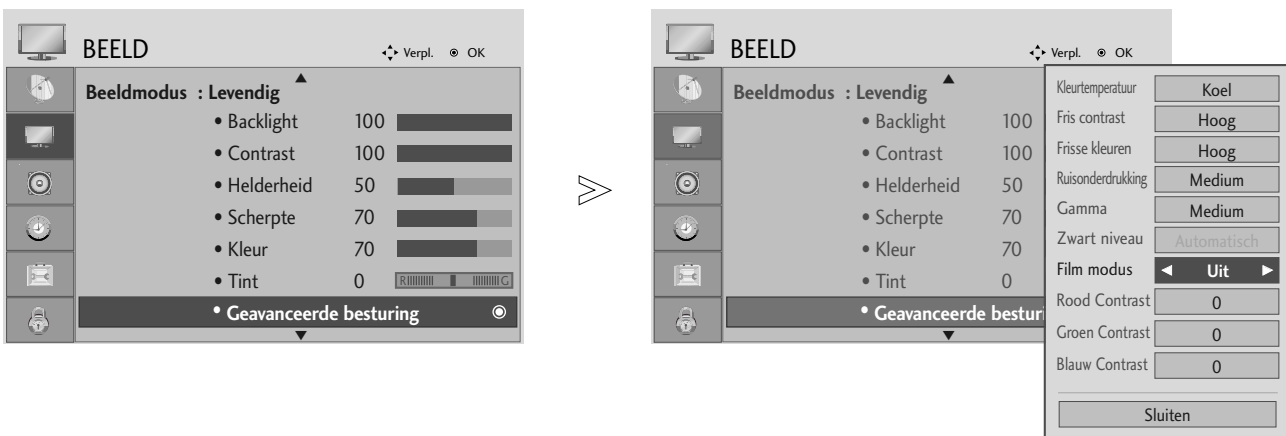 BEELD
Verpl. OK
Beeldmodus : Levendig
• Backlight 100
• Contrast 100
• Helderheid 50
• Scherpte 70
• Kleur 70
• Tint 0 R G
• Geavanceerde besturing
BEELD
Verpl. OK
Beeldmodus : Levendig
• Backlight 100
• Contrast 100
• Helderheid 50
• Scherpte 70
• Kleur 70
• Tint 0
• Geavanceerde bestur
Kleurtemperatuur Koel
Fris contrast Hoog
Frisse kleuren Hoog
Ruisonderdrukking Medium
Gamma Medium
Zwart niveau Automatisch
Film modus Uit
Rood Contrast 0
Groen Contrast 0
Blauw Contrast 0
Sluiten